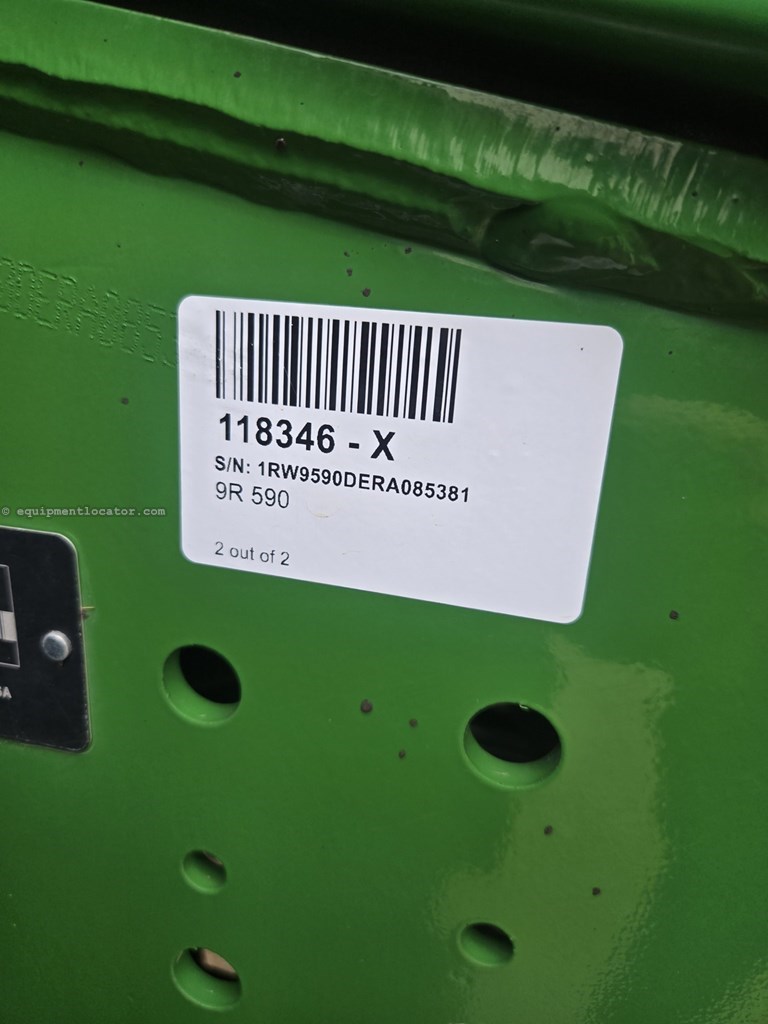 118346 - X
S/N: 1RW9590DERA085381
9R 590
2 out of 2
© equipmentlocator.com